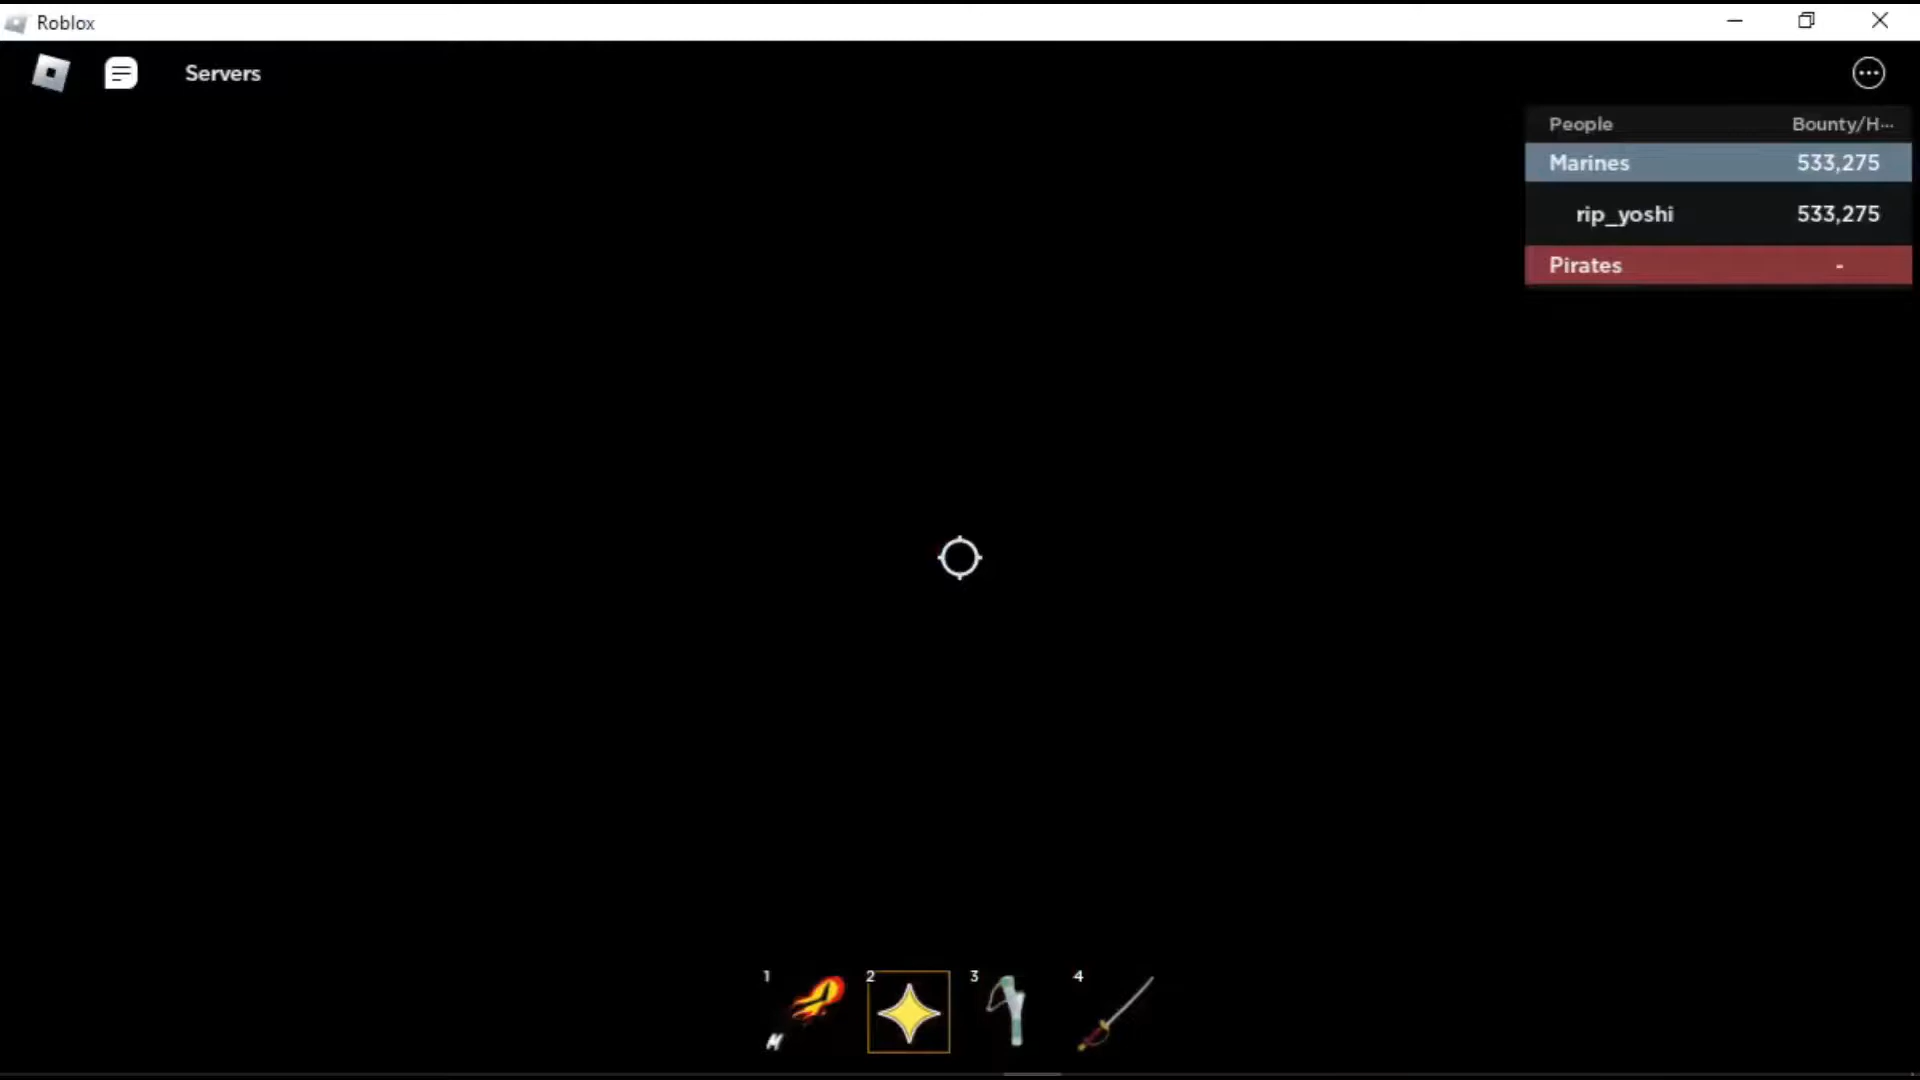 Roblox
Servers
People Bounty/H...
Marines 533,275
rip_yoshi 533,275
Pirates -
1 2 3 4